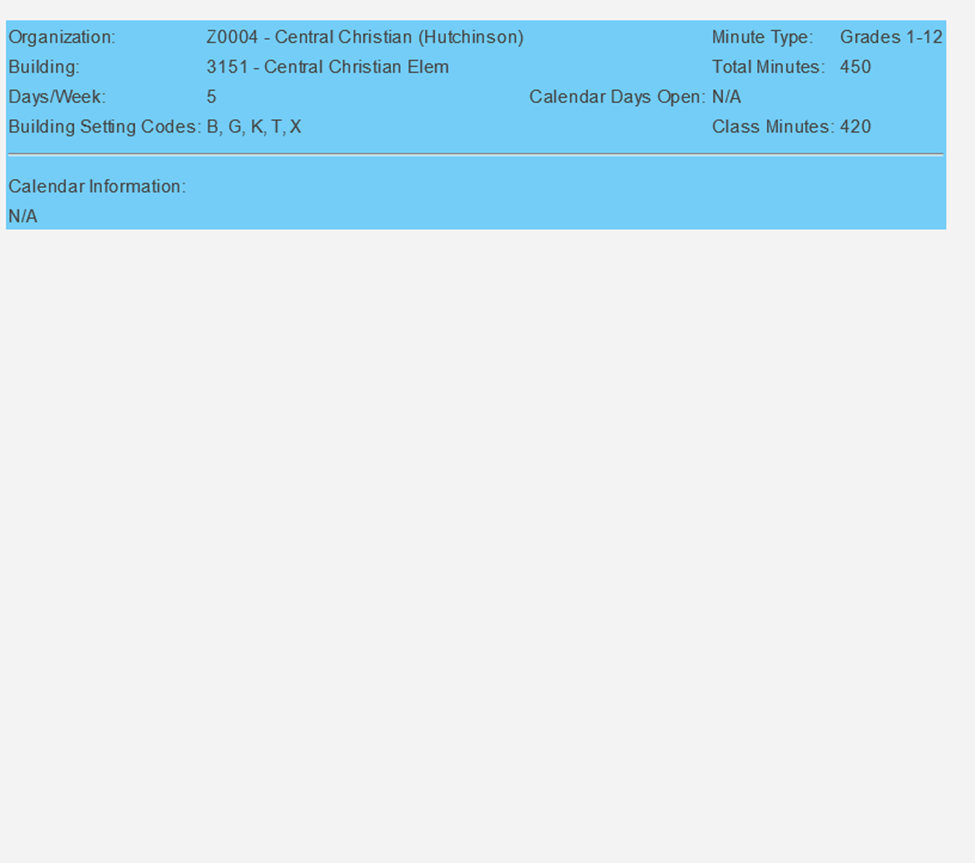 Organization: Z0004 - Central Christian (Hutchinson) Minute Type: Grades 1-12
Building: 3151 - Central Christian Elem Total Minutes: 450
Days/Week: 5 Calendar Days Open: N/A
Building Setting Codes: B, G, K, T, X Class Minutes: 420
Calendar Information:
N/A